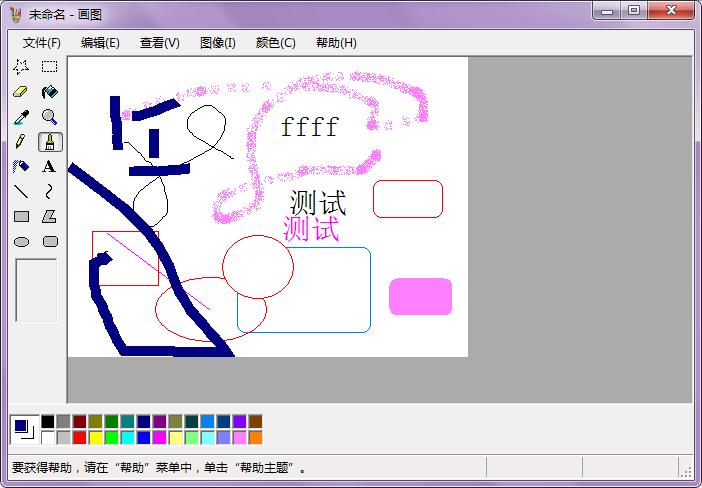 未命名 - 画图
文件(F) 编辑(E) 查看(V) 图像(I) 颜色(C) 帮助(H)
A
ffff
测试
测试
要获得帮助，请在“帮助”菜单中，单击“帮助主题”。